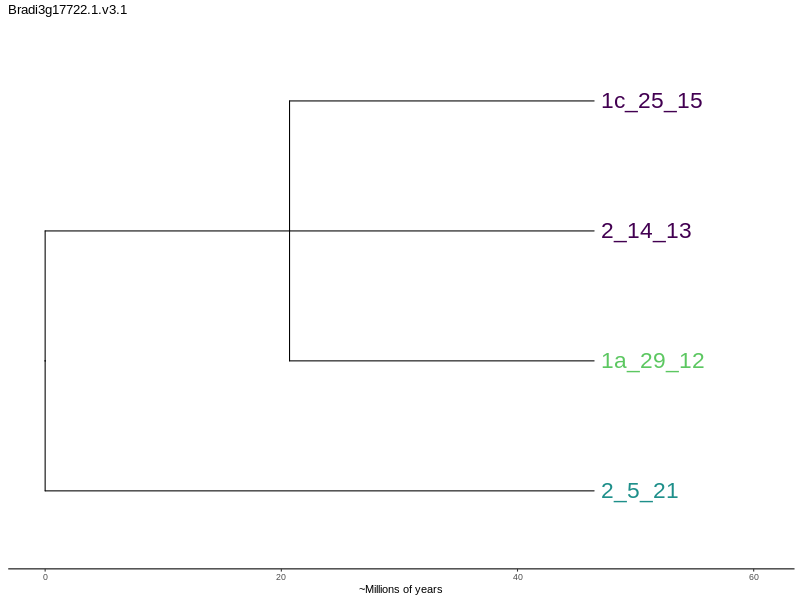 Bradi3g17722.1.v3.1
1c_25_15
2_14_13
1a_29_12
2_5_21
0 20 40 60
~Millions of years